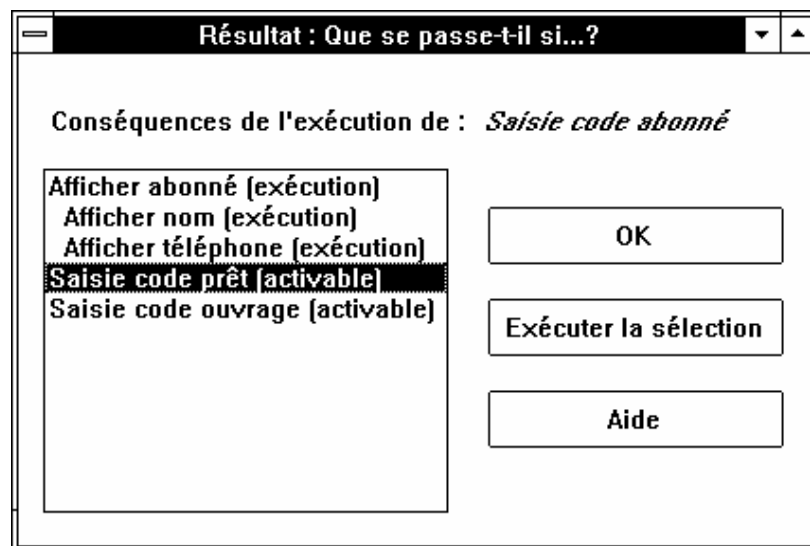 Résultat : Que se passe-t-il si...?
Conséquences de l'exécution de : Saisie code abonné
Afficher abonné (exécution)
Afficher nom (exécution)
Afficher téléphone (exécution)
Saisie code prêt (activable)
Saisie code ouvrage (activable)
OK
Exécuter la sélection
Aide